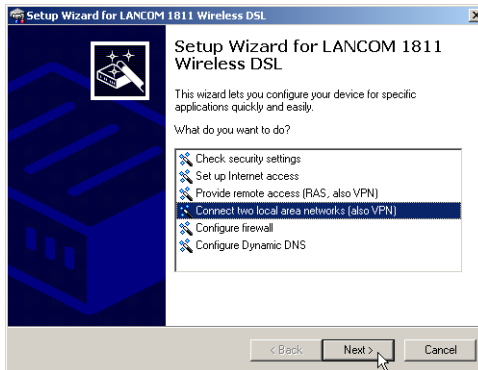 Setup Wizard for LANCOM 1811 Wireless DSL
Setup Wizard for LANCOM 1811
Wireless DSL
This wizard lets you configure your device for specific
applications quickly and easily.
What do you want to do?
Check security settings
Set up Internet access
Provide remote access (RAS, also VPN)
Connect two local area networks (also VPN)
Configure firewall
Configure Dynamic DNS
< Back
Next >
Cancel